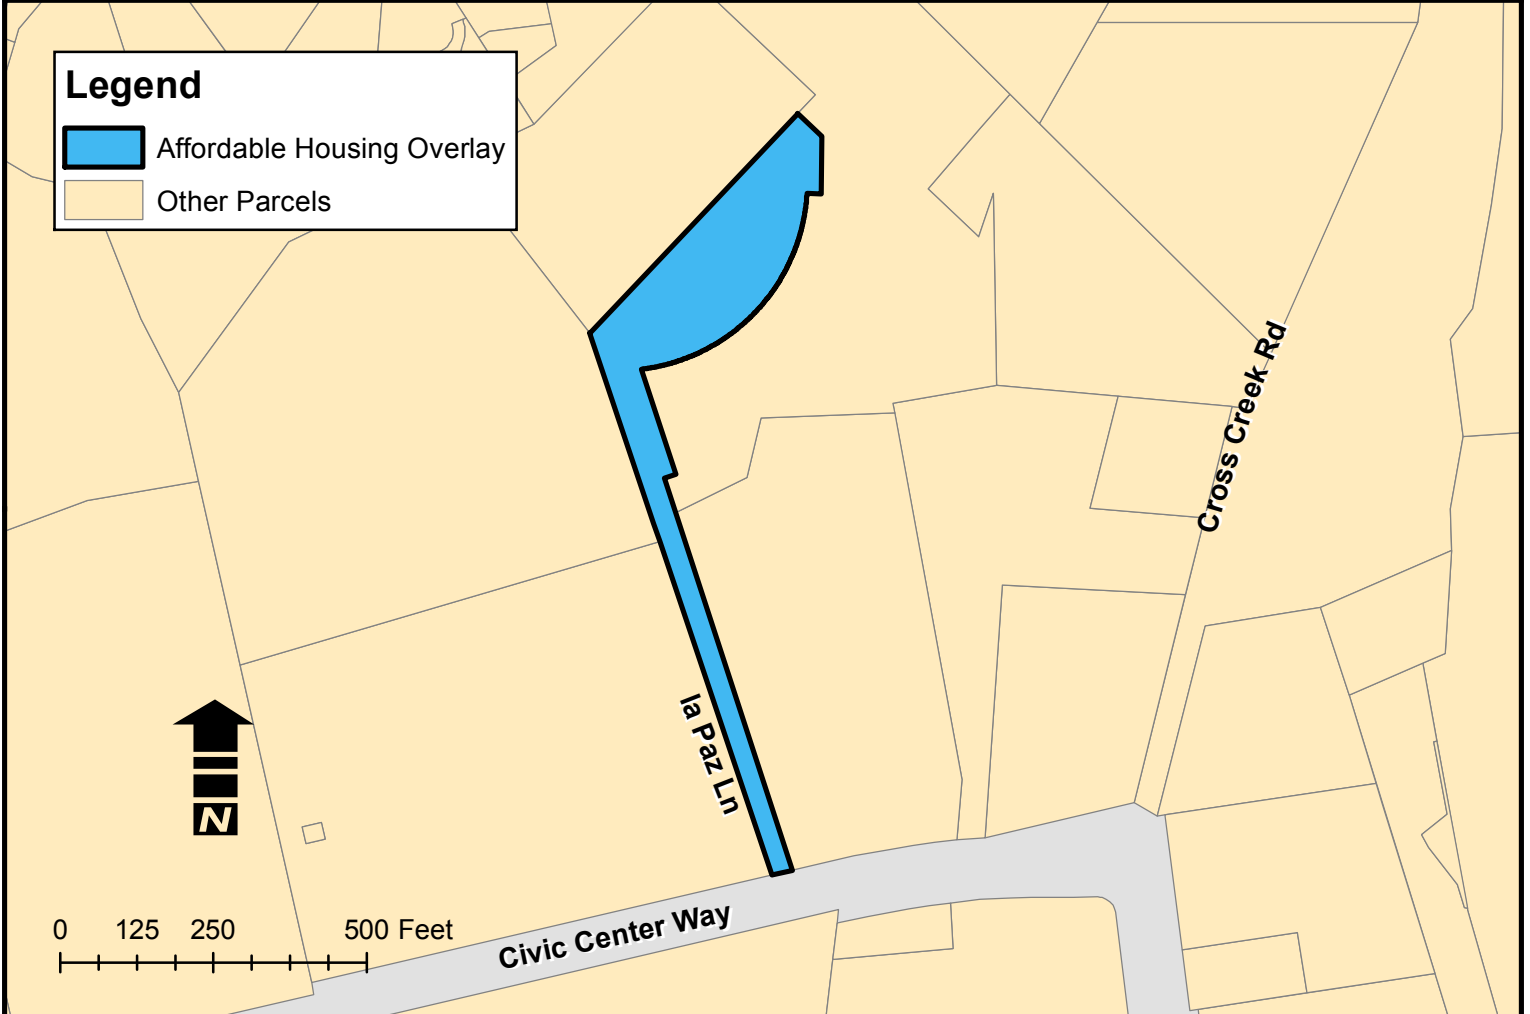 Legend
Affordable Housing Overlay
Other Parcels
Cross Creek Rd
la Paz Ln
N
0 125 250 500 Feet
Civic Center Way